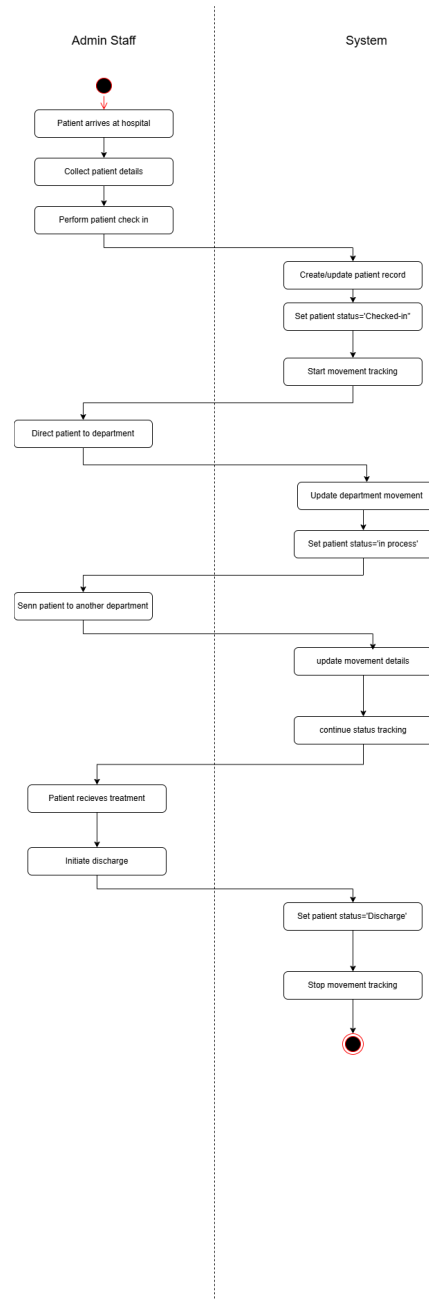 Admin Staff
System
Patient arrives at hospital
Collect patient details
Perform patient check in
Create/update patient record
Set patient status='Checked-in"
Start movement tracking
Direct patient to department
Update department movement
Set patient status='in process'
Senn patient to another department
update movement details
continue status tracking
Patient recieves treatment
Initiate discharge
Set patient status='Discharge'
Stop movement tracking